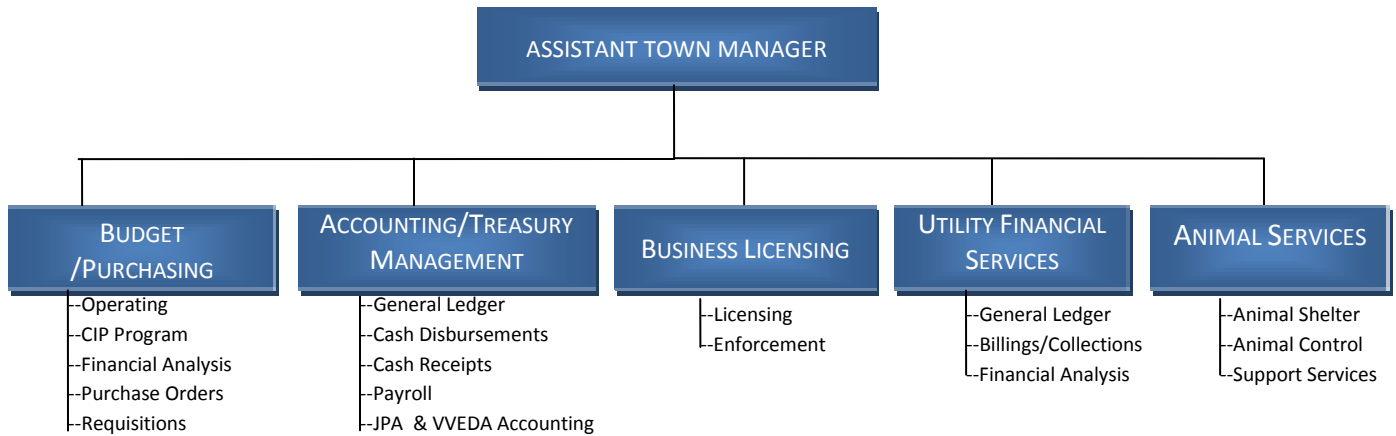 ASSISTANT TOWN MANAGER
BUDGET
/PURCHASING
--Operating
--CIP Program
--Financial Analysis
--Purchase Orders
--Requisitions
ACCOUNTING/TREASURY
MANAGEMENT
--General Ledger
--Cash Disbursements
--Cash Receipts
--Payroll
--JPA & VVEDA Accounting
BUSINESS LICENSING
--Licensing
--Enforcement
UTILITY FINANCIAL
SERVICES
--General Ledger
--Billings/Collections
--Financial Analysis
ANIMAL SERVICES
--Animal Shelter
--Animal Control
--Support Services